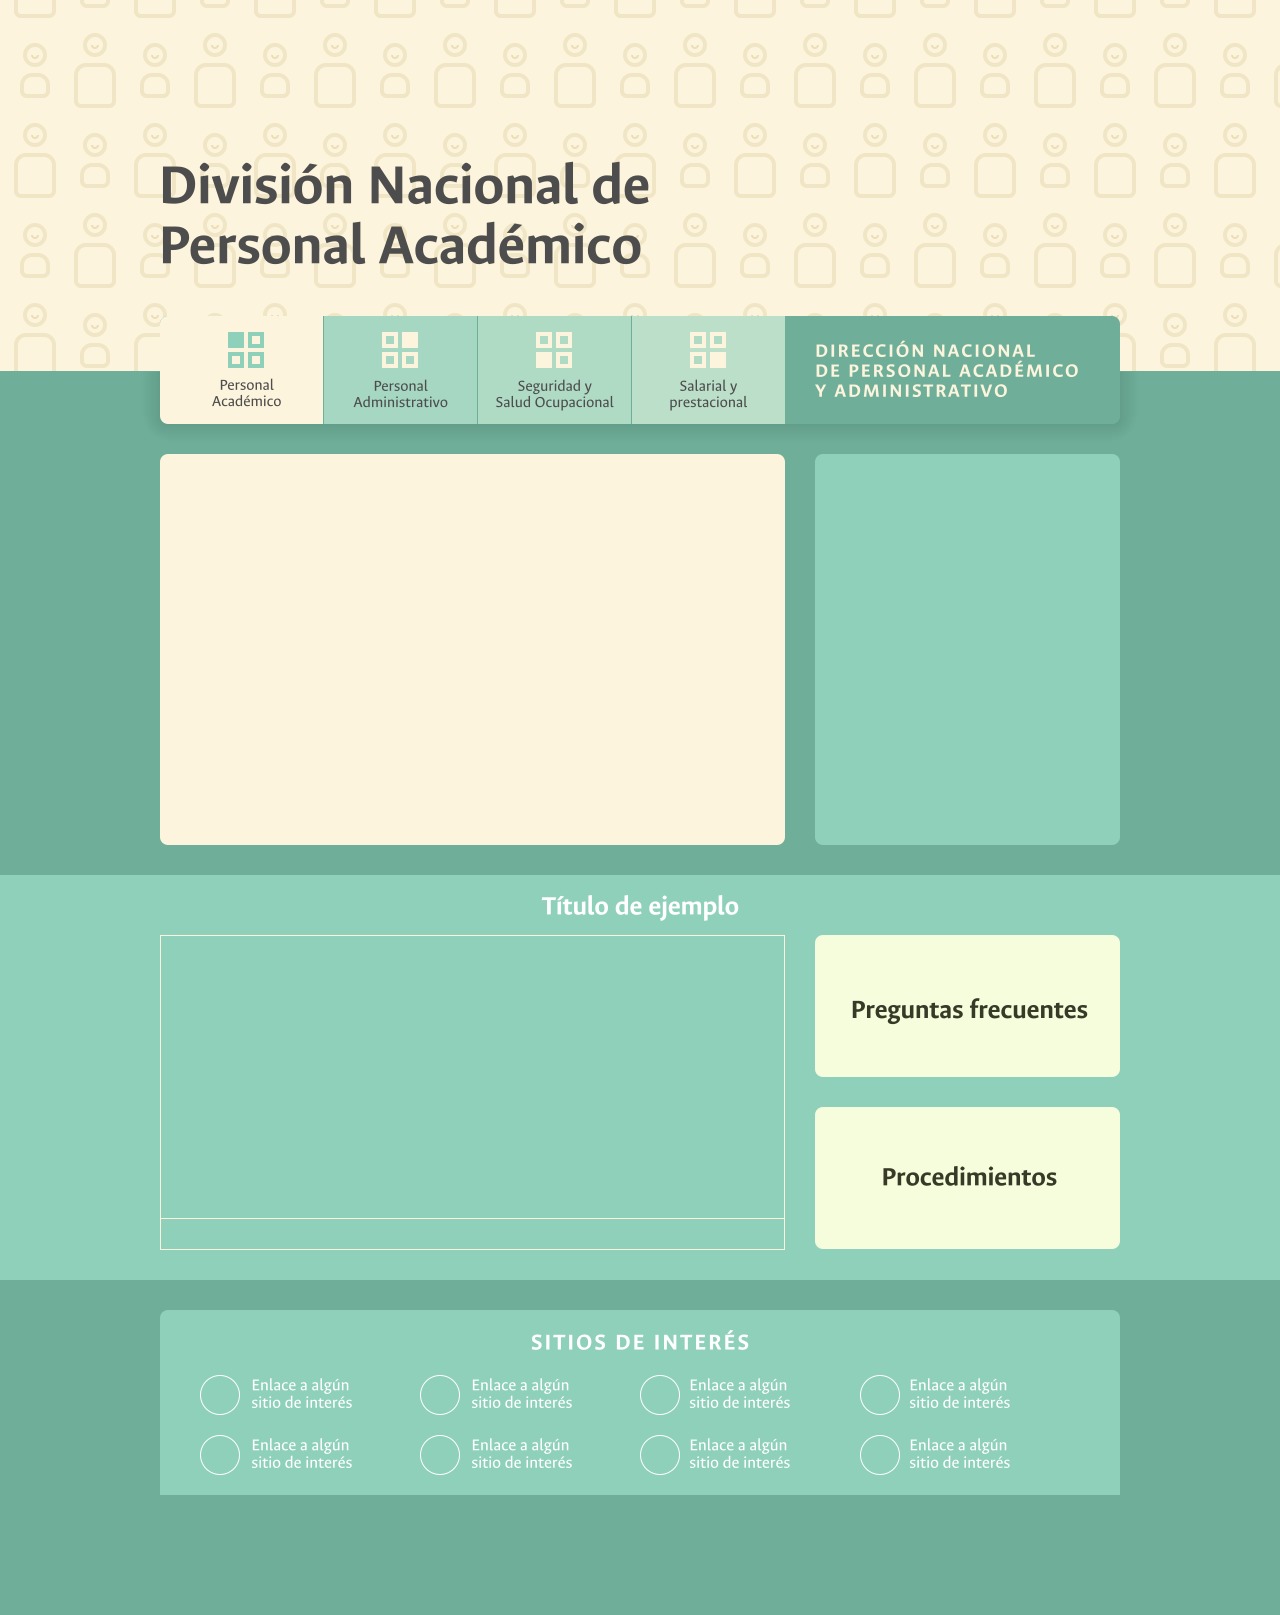 División Nacional de
Personal Académico
Personal
Académico
Personal
Administrativo
Seguridad y
Salud Ocupacional
Salarial y
prestacional
DIRECCIÓN NACIONAL
DE PERSONAL ACADÉMICO
Y ADMINISTRATIVO
Título de ejemplo
Preguntas frecuentes
Procedimientos
SITIOS DE INTERÉS
Enlace a algún
sitio de interés
Enlace a algún
sitio de interés
Enlace a algún
sitio de interés
Enlace a algún
sitio de interés
Enlace a algún
sitio de interés
Enlace a algún
sitio de interés
Enlace a algún
sitio de interés
Enlace a algún
sitio de interés